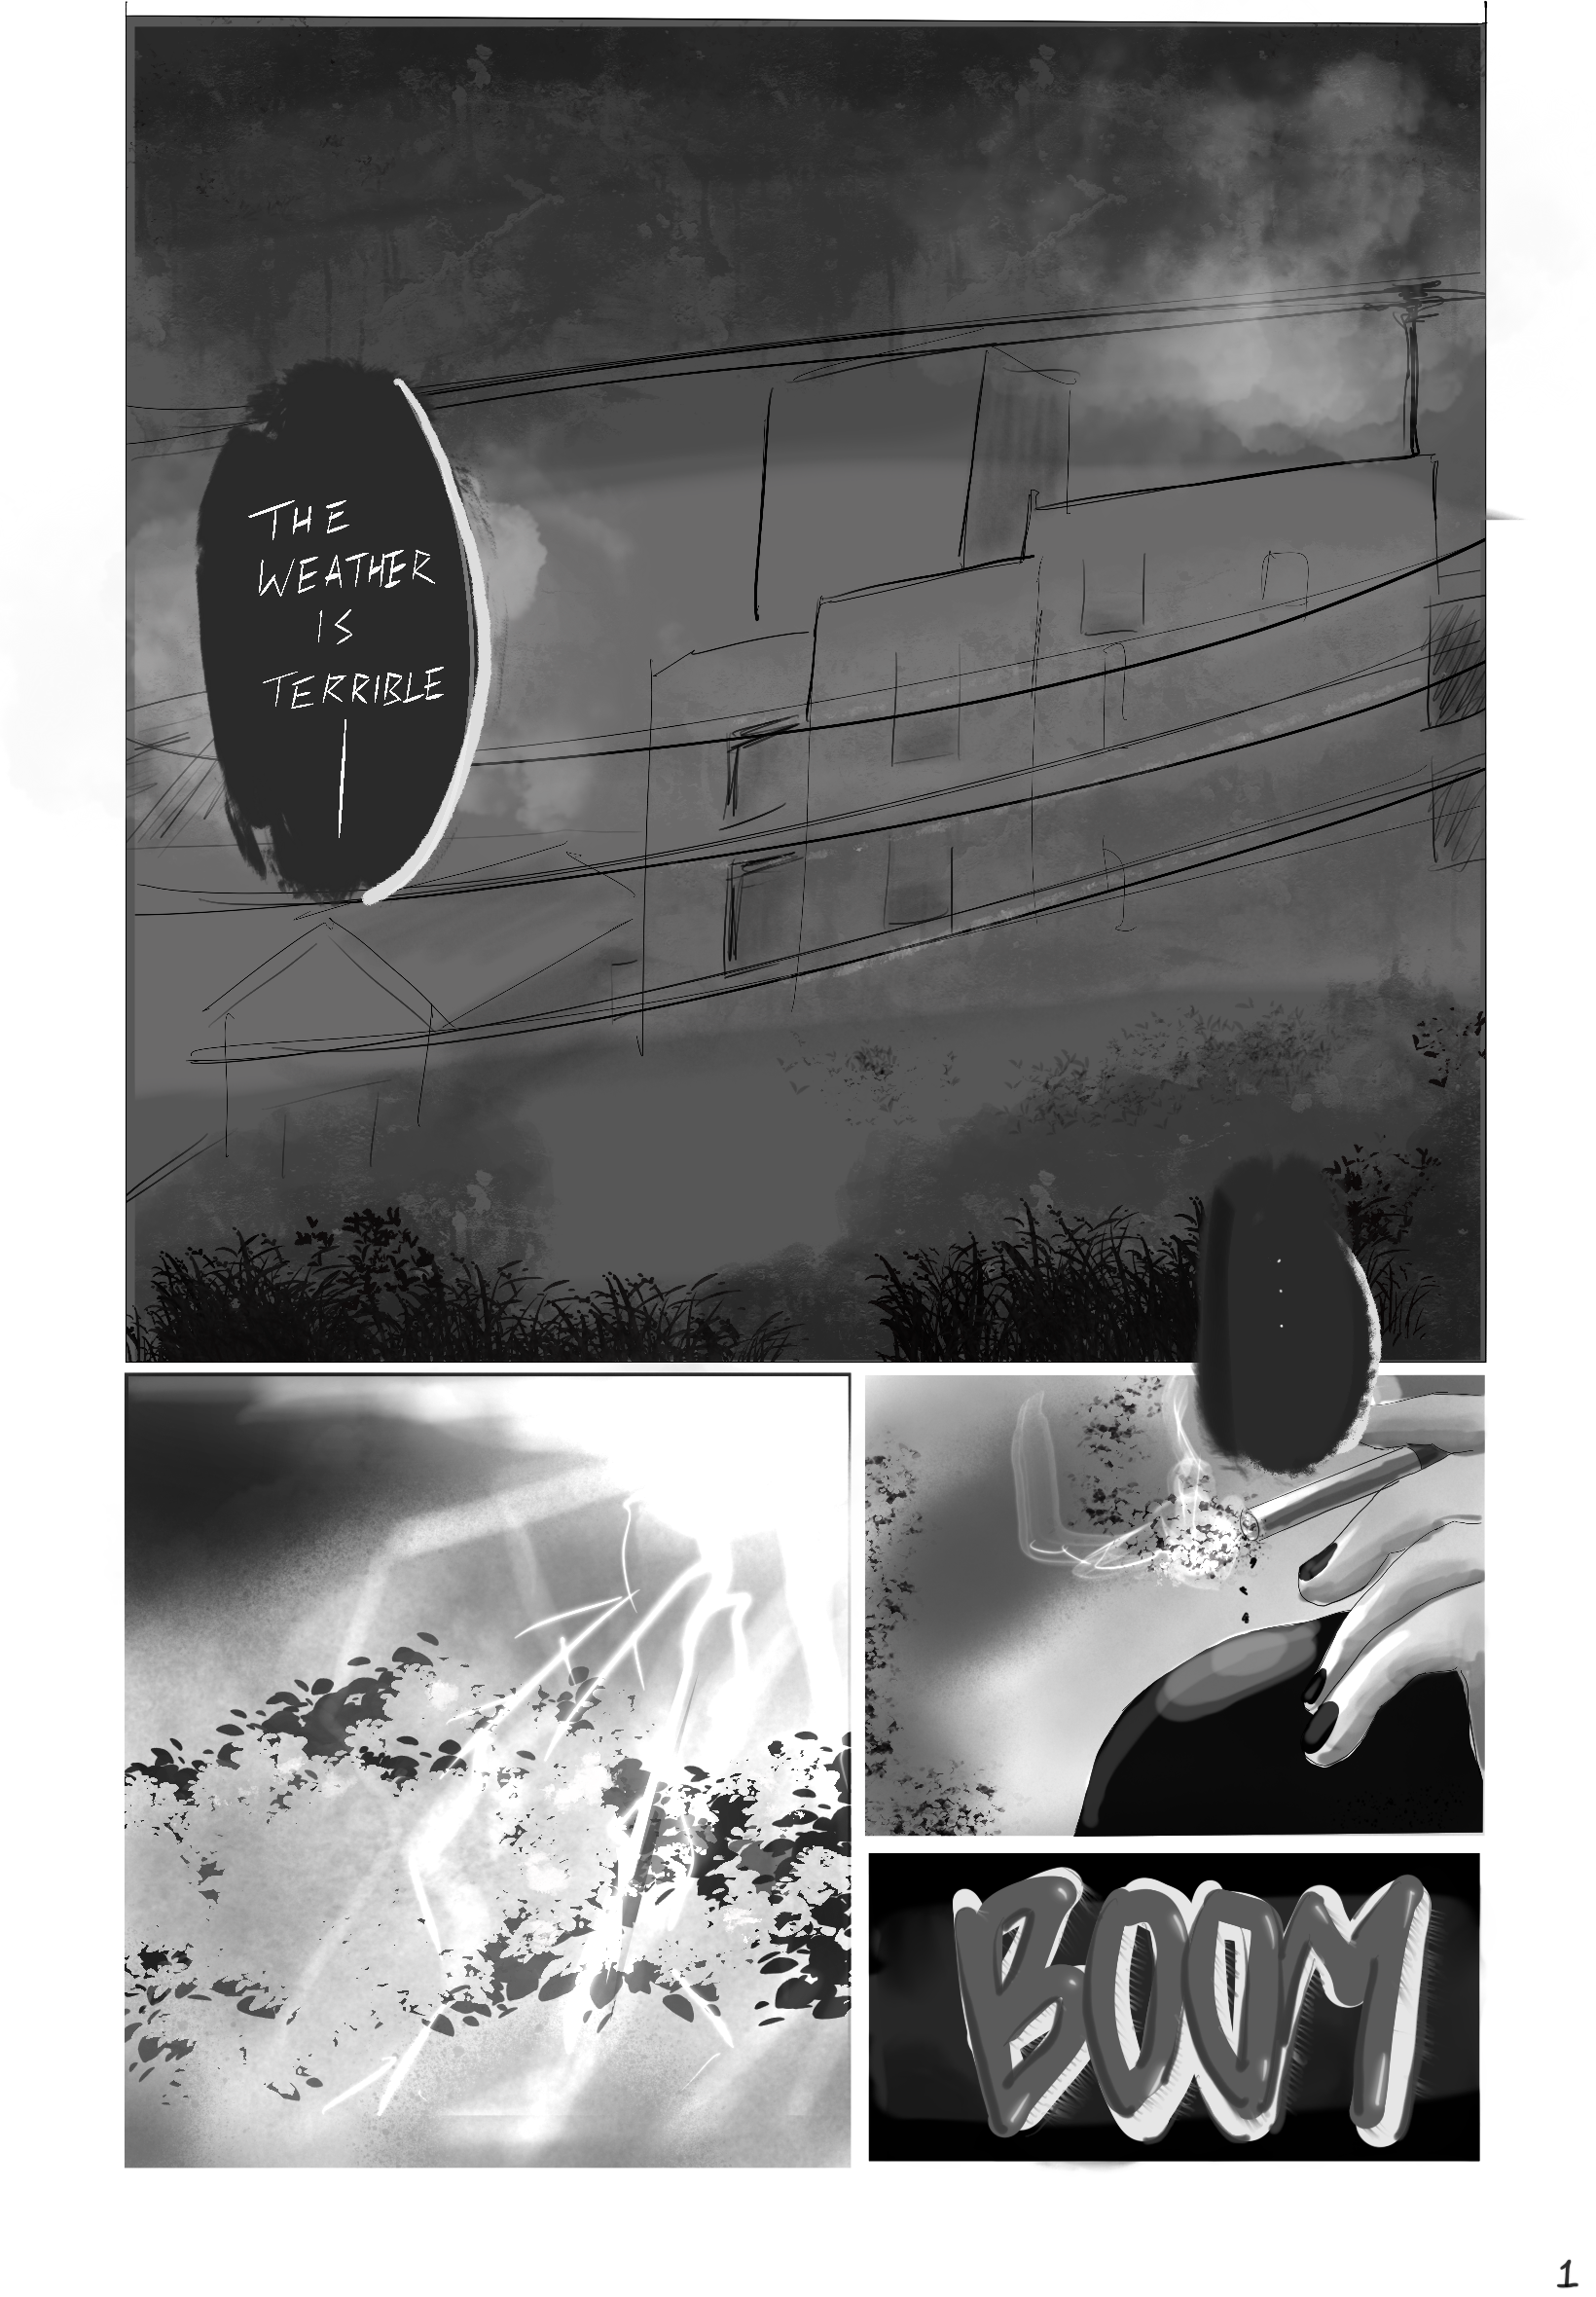 THE
WEATHER
IS
TERRIBLE
|
...
BOOM
1